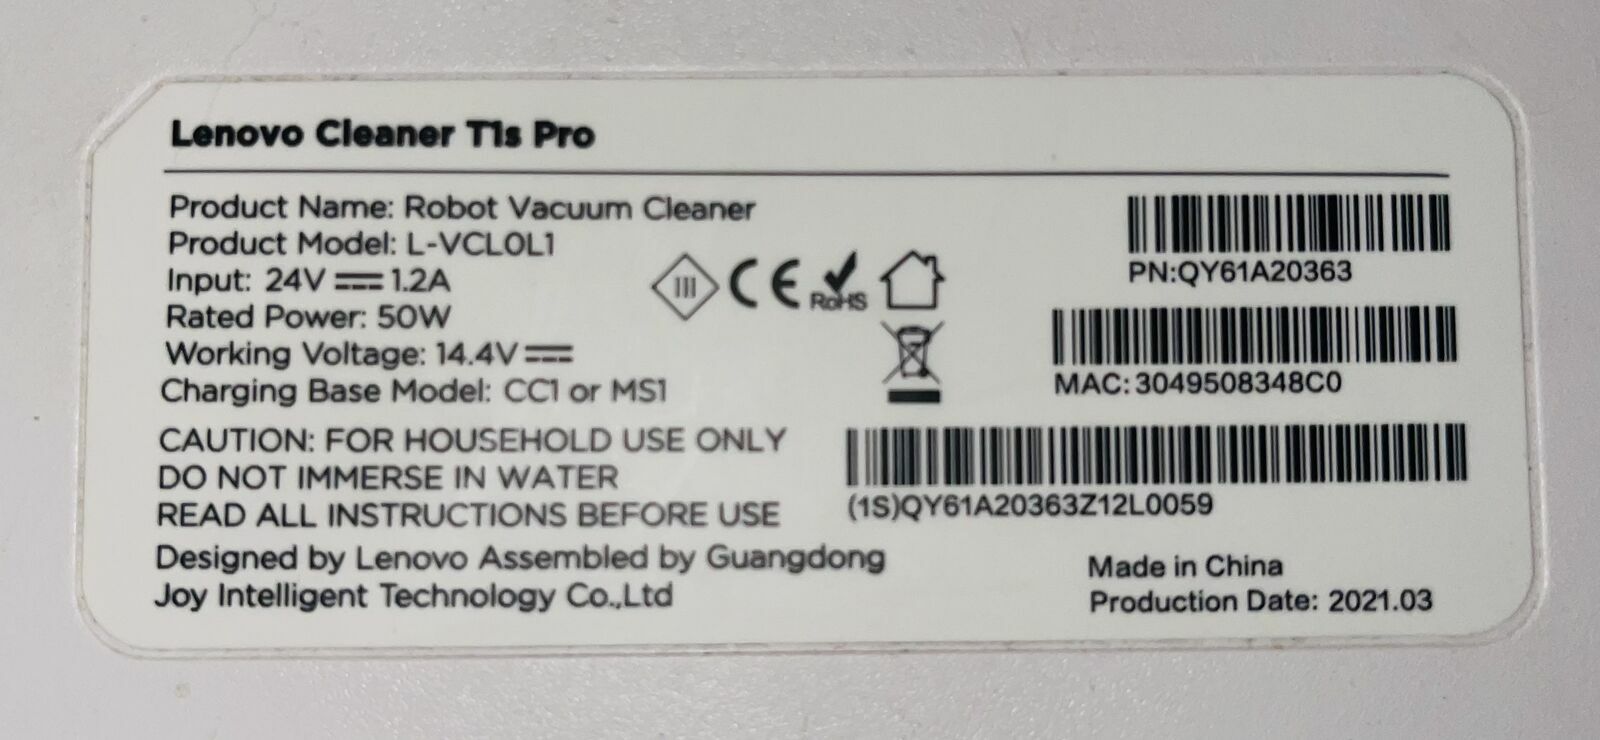 Lenovo Cleaner T1s Pro
Product Name: Robot Vacuum Cleaner
Product Model: L-VCL0L1
Input: 24V ⎓ 1.2A
Rated Power: 50W
Working Voltage: 14.4V ⎓
Charging Base Model: CC1 or MS1
CAUTION: FOR HOUSEHOLD USE ONLY
DO NOT IMMERSE IN WATER
READ ALL INSTRUCTIONS BEFORE USE
Designed by Lenovo Assembled by Guangdong
Joy Intelligent Technology Co.,Ltd
III CE RoHS
PN:QY61A20363
MAC:3049508348C0
(1S)QY61A20363Z12L0059
Made in China
Production Date: 2021.03